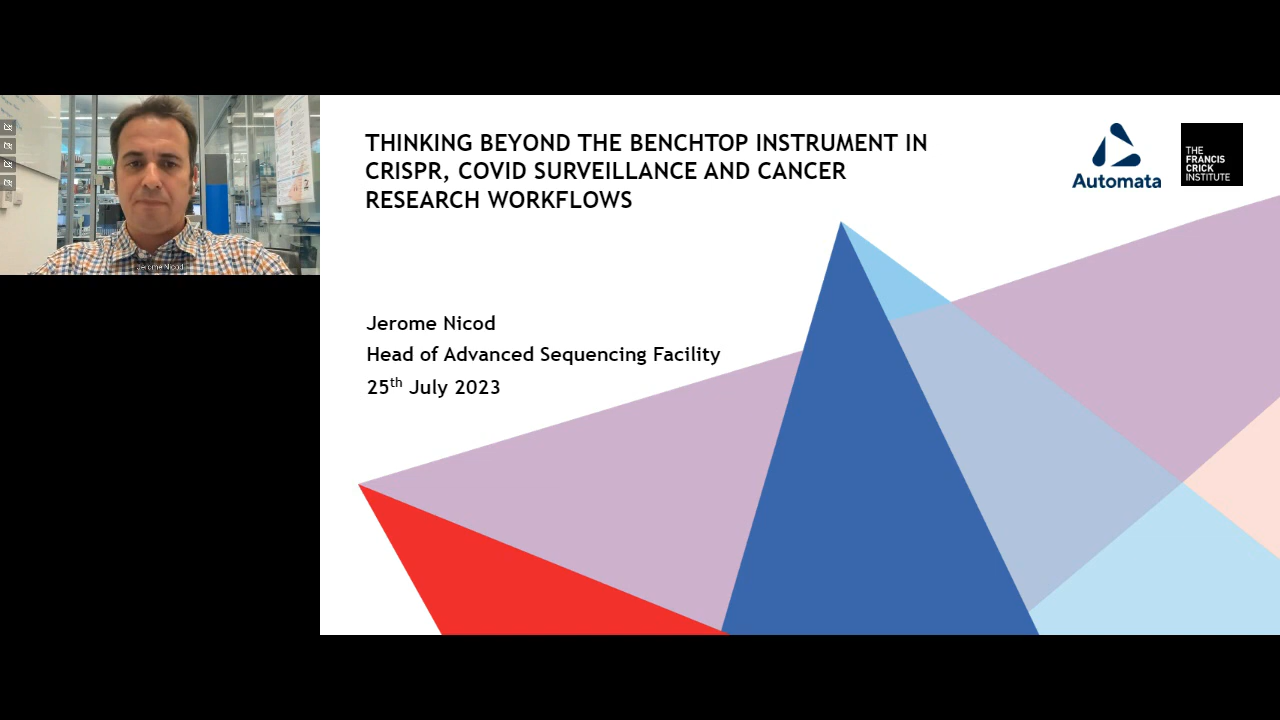 THINKING BEYOND THE BENCHTOP INSTRUMENT IN
CRISPR, COVID SURVEILLANCE AND CANCER
RESEARCH WORKFLOWS
Automata
THE
FRANCIS
CRICK
INSTITUTE
Jerome Nicod
Head of Advanced Sequencing Facility
25th July 2023
Jerome Nicod